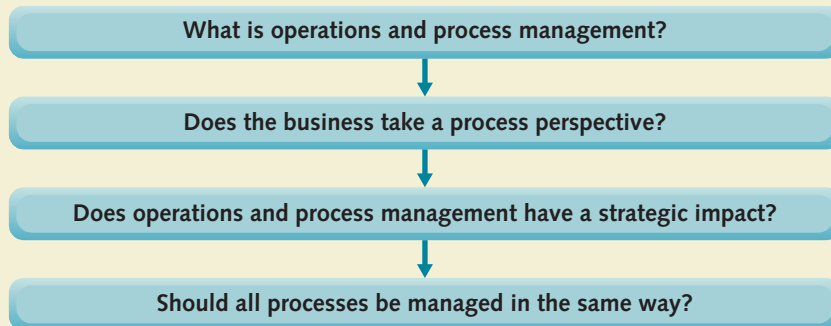 What is operations and process management?
Does the business take a process perspective?
Does operations and process management have a strategic impact?
Should all processes be managed in the same way?